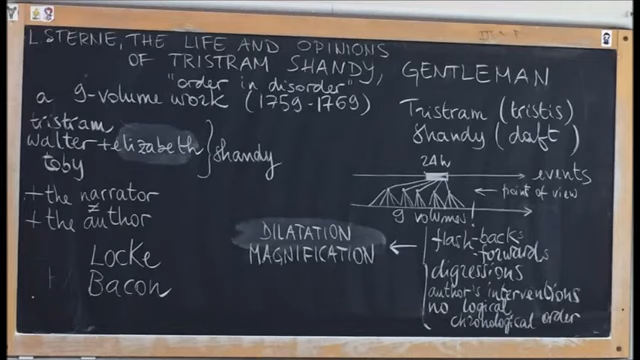 L STERNE, THE LIFE AND OPINIONS
OF TRISTRAM SHANDY, GENTLEMAN
"order in disorder"
a 9-volume work (1759-1769)
tristram
walter + elizabeth } Shandy
toby
+ the narrator
≠
+ the author
Locke
Bacon
Tristram (tristis)
Shandy (daft)
24h
→ events
← point of view
9 volumes
DILATATION
MAGNIFICATION ←
flash-backs
-forwards
digressions
author's interventions
no logical
chronological order